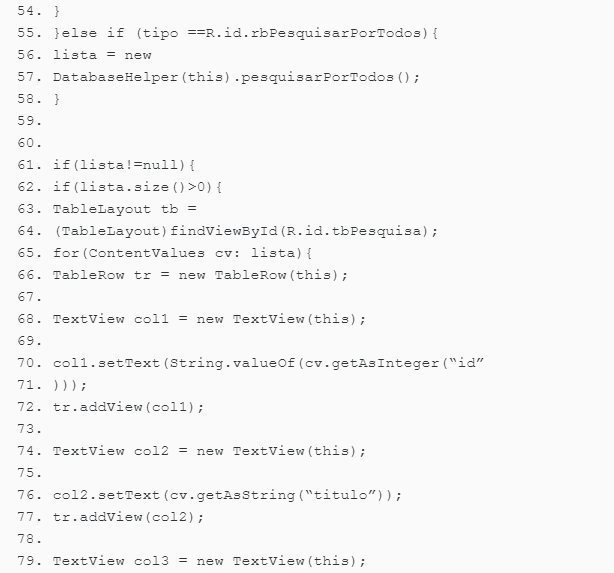 54. }
55. }else if (tipo ==R.id.rbPesquisarPorTodos){
56. lista = new
57. DatabaseHelper(this).pesquisarPorTodos();
58. }
59.
60.
61. if(lista!=null){
62. if(lista.size()>0){
63. TableLayout tb =
64. (TableLayout)findViewById(R.id.tbPesquisa);
65. for(ContentValues cv: lista){
66. TableRow tr = new TableRow(this);
67.
68. TextView col1 = new TextView(this);
69.
70. col1.setText(String.valueOf(cv.getAsInteger(“id”
71. )));
72. tr.addView(col1);
73.
74. TextView col2 = new TextView(this);
75.
76. col2.setText(cv.getAsString(“titulo”));
77. tr.addView(col2);
78.
79. TextView col3 = new TextView(this);